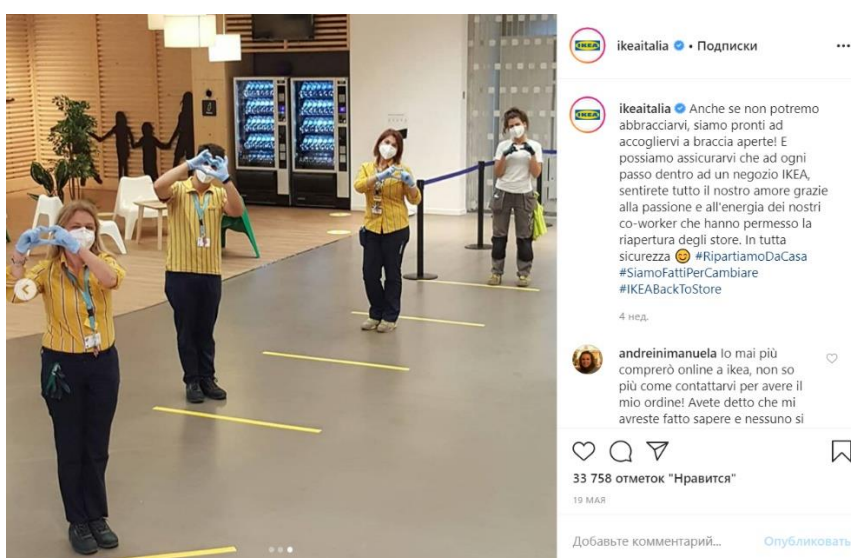 IKEA
ikeaitalia • Подписки
IKEA
ikeaitalia Anche se non potremo
abbracciarvi, siamo pronti ad
accogliervi a braccia aperte! E
possiamo assicurarvi che ad ogni
passo dentro ad un negozio IKEA,
sentirete tutto il nostro amore grazie
alla passione e all'energia dei nostri
co-worker che hanno permesso la
riapertura degli store. In tutta
sicurezza 😊 #RipartiamoDaCasa
#SiamoFattiPerCambiare
#IKEABackToStore
4 нед.
andreinimanuela Io mai più
comprerò online a ikea, non so
più come contattarvi per avere il
mio ordine! Avete detto che mi
avreste fatto sapere e nessuno si
33 758 отметок "Нравится"
19 МАЯ
Добавьте комментарий... Опубликовать